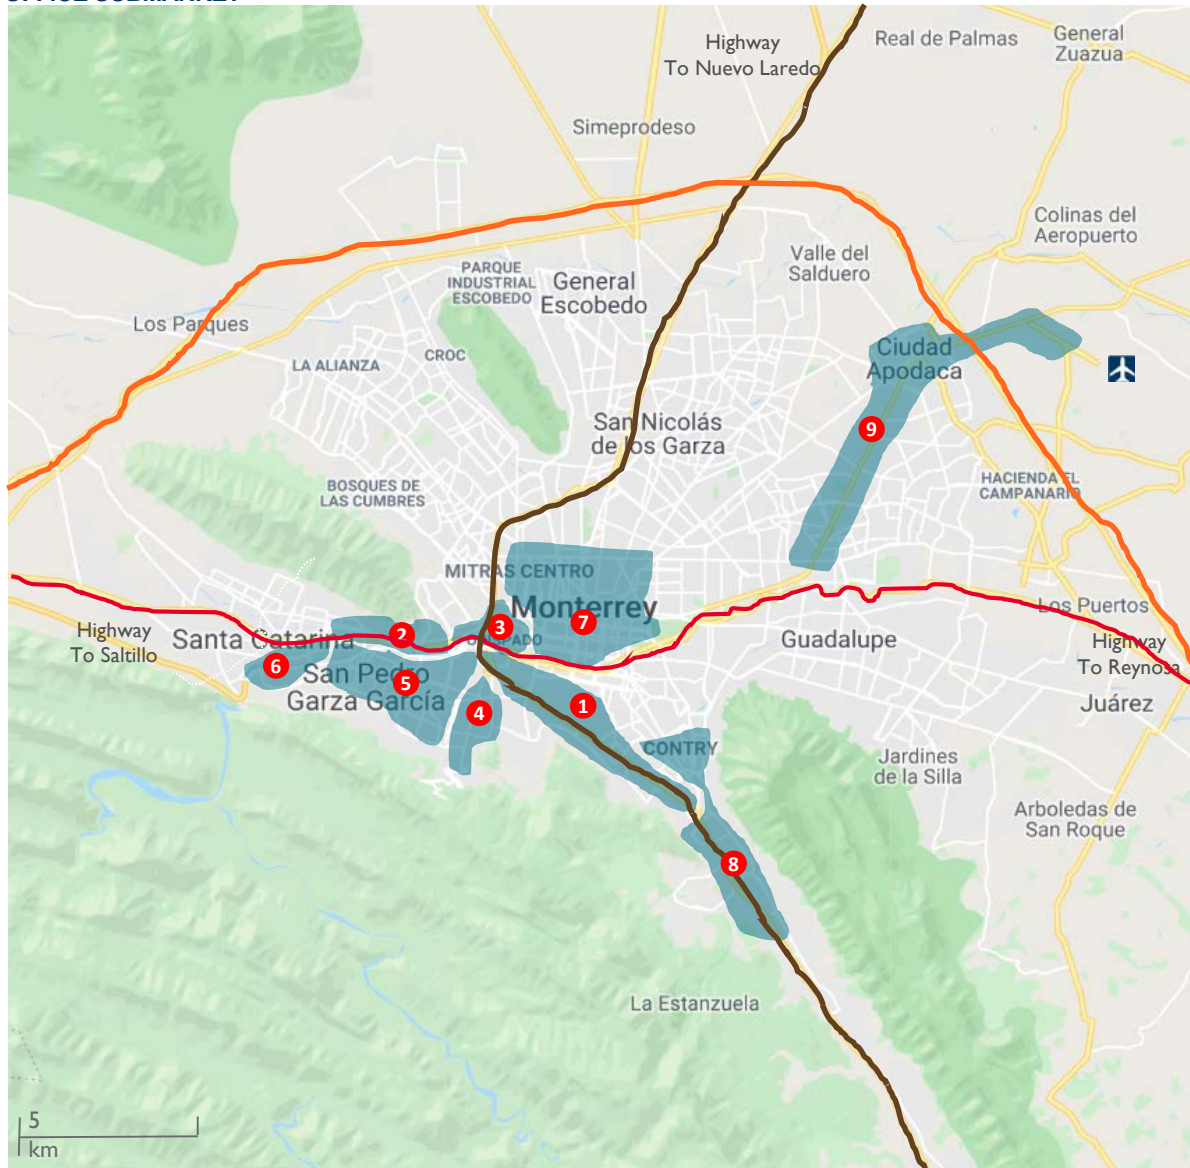 OFFICE SUBMARKET
Highway
To Nuevo Laredo
Real de Palmas
General
Zuazua
Simeprodeso
Colinas del
Aeropuerto
Valle del
Salduero
PARQUE
INDUSTRIAL
ESCOBEDO
General
Escobedo
Los Parques
LA ALIANZA
CROC
Ciudad
Apodaca
San Nicolás
de los Garza
9
BOSQUES DE
LAS CUMBRES
HACIENDA EL
CAMPANARIO
MITRAS CENTRO
Monterrey
7
3
OBISPADO
2
Los Puertos
Highway
To Saltillo
Santa Catarina
Guadalupe
Highway
To Reynosa
6
San Pedro
Garza García
5
4
1
Juárez
CONTRY
Jardines
de la Silla
Arboledas de
San Roque
8
La Estanzuela
5
km